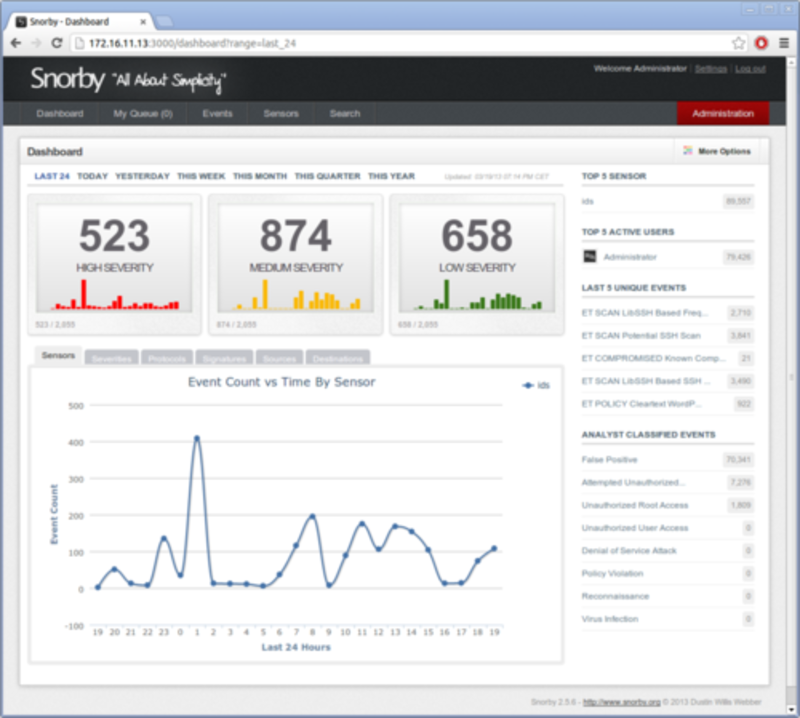 Snorby - Dashboard
172.16.11.13:3000/dashboard?range=last_24
Snorby "All About Simplicity"
Welcome Administrator | Settings | Log out
Dashboard My Queue (0) Events Sensors Search Administration
Dashboard More Options
LAST 24 TODAY YESTERDAY THIS WEEK THIS MONTH THIS QUARTER THIS YEAR
Updated: 03/19/13 07:14 PM CET
523
HIGH SEVERITY
523 / 2,055
874
MEDIUM SEVERITY
874 / 2,055
658
LOW SEVERITY
658 / 2,055
Sensors Severities Protocols Signatures Sources Destinations
Event Count vs Time By Sensor
ids
Event Count
500
400
300
200
100
0
-100
19 20 21 22 23 0 1 2 3 4 5 6 7 8 9 10 11 12 13 14 15 16 17 18 19
Last 24 Hours
TOP 5 SENSOR
ids 89,557
TOP 5 ACTIVE USERS
Administrator 79,426
LAST 5 UNIQUE EVENTS
ET SCAN LibSSH Based Freq... 2,710
ET SCAN Potential SSH Scan 3,841
ET COMPROMISED Known Comp... 21
ET SCAN LibSSH Based SSH ... 3,490
ET POLICY Cleartext WordP... 922
ANALYST CLASSIFIED EVENTS
False Positive 70,341
Attempted Unauthorized... 7,276
Unauthorized Root Access 1,809
Unauthorized User Access 0
Denial of Service Attack 0
Policy Violation 0
Reconnaissance 0
Virus Infection 0
Snorby 2.5.6 - http://www.snorby.org © 2013 Dustin Willis Webber